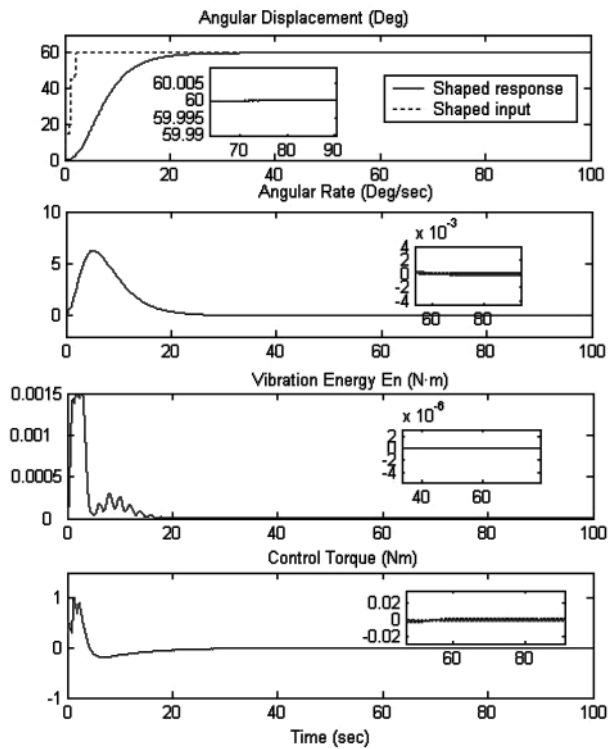 Angular Displacement (Deg)
60
40
20
0
60.005
60
59.995
59.99
70 80 90
Shaped response
Shaped input
0 20 40 60 80 100
Angular Rate (Deg/sec)
10
5
0
x 10-3
4
2
0
-2
-4
60 80
0 20 40 60 80 100
Vibration Energy En (N·m)
0.0015
0.001
0.0005
0
x 10-6
2
0
-2
-4
40 60
0 20 40 60 80 100
Control Torque (Nm)
1
0
-1
0.02
0
-0.02
60 80
0 20 40 60 80 100
Time (sec)